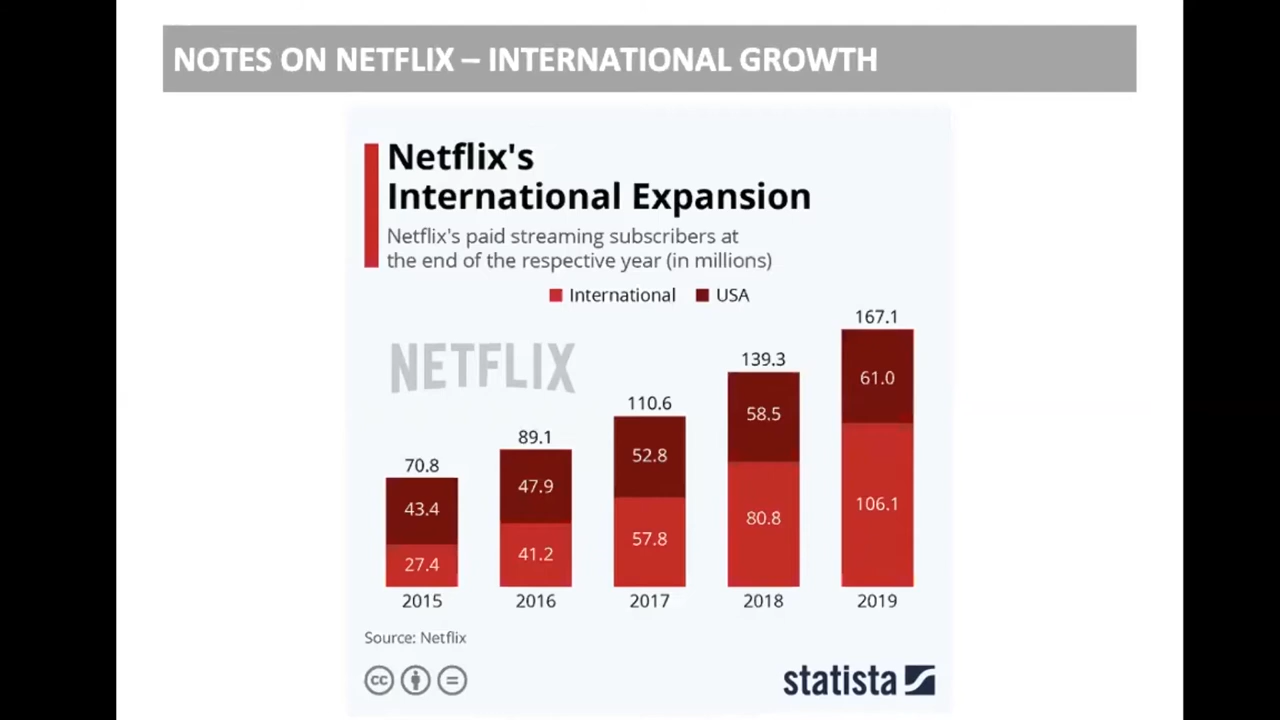 NOTES ON NETFLIX – INTERNATIONAL GROWTH
Netflix's
International Expansion
Netflix's paid streaming subscribers at
the end of the respective year (in millions)
International USA
NETFLIX
70.8
43.4
27.4
89.1
47.9
41.2
110.6
52.8
57.8
139.3
58.5
80.8
167.1
61.0
106.1
2015 2016 2017 2018 2019
Source: Netflix
cc
statista